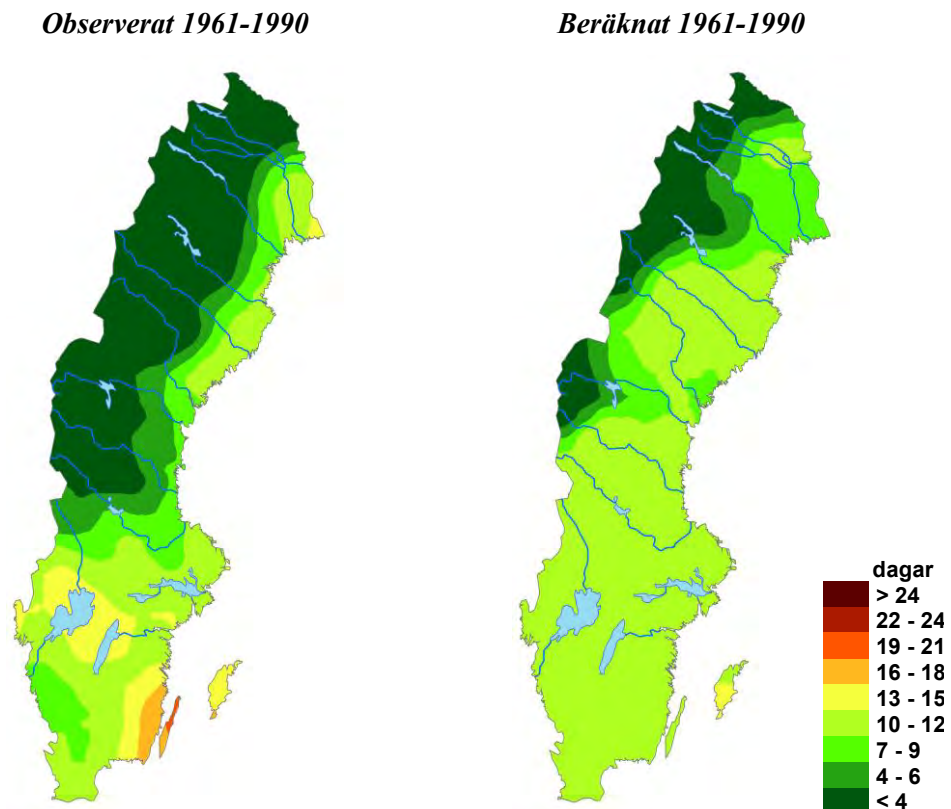 Observerat 1961-1990
Beräknat 1961-1990
dagar
> 24
22 - 24
19 - 21
16 - 18
13 - 15
10 - 12
7 - 9
4 - 6
< 4